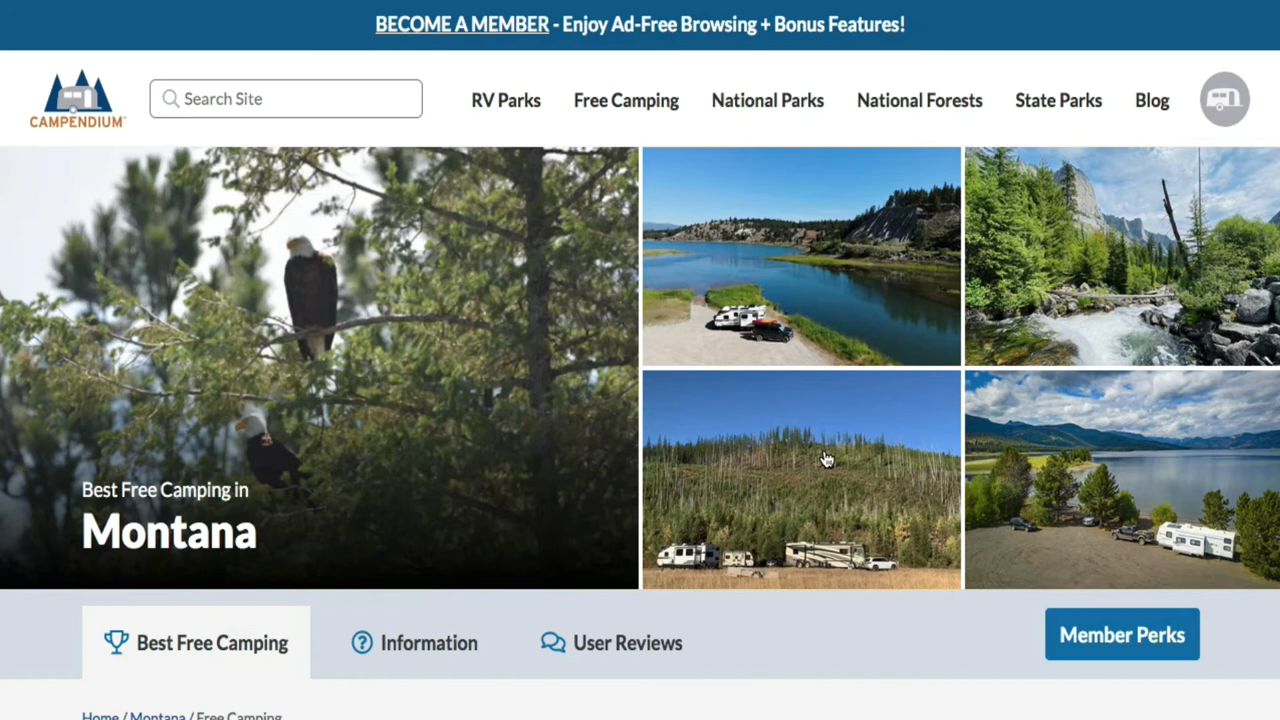 BECOME A MEMBER - Enjoy Ad-Free Browsing + Bonus Features!
CAMPENDIUM
Search Site
RV Parks
Free Camping
National Parks
National Forests
State Parks
Blog
Best Free Camping in
Montana
Best Free Camping
Information
User Reviews
Member Perks
Home / Montana / Free Camping